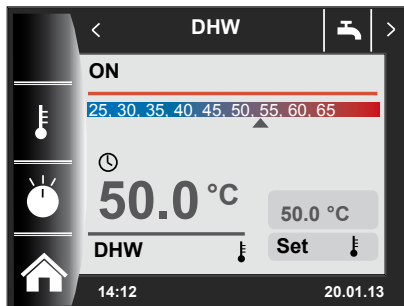 < DHW >
ON
25, 30, 35, 40, 45, 50, 55, 60, 65
50.0 °C
50.0 °C
DHW
Set
14:12 20.01.13